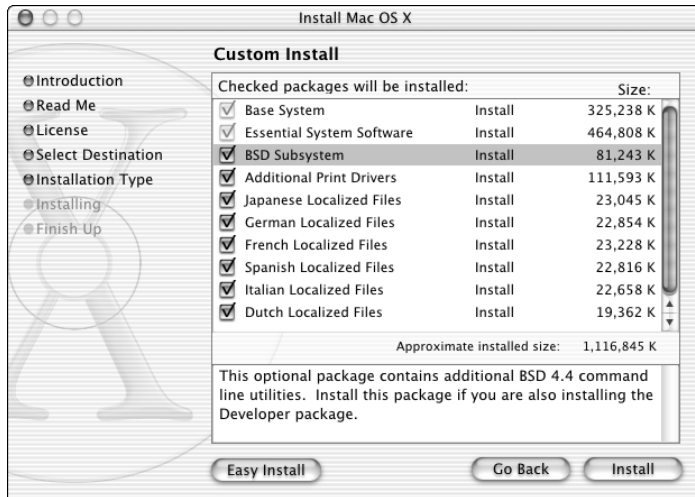 Install Mac OS X
Custom Install
Introduction
Read Me
License
Select Destination
Installation Type
Installing
Finish Up
Checked packages will be installed: Size:
Base System Install 325,238 K
Essential System Software Install 464,808 K
BSD Subsystem Install 81,243 K
Additional Print Drivers Install 111,593 K
Japanese Localized Files Install 23,045 K
German Localized Files Install 22,854 K
French Localized Files Install 23,228 K
Spanish Localized Files Install 22,816 K
Italian Localized Files Install 22,658 K
Dutch Localized Files Install 19,362 K
Approximate installed size: 1,116,845 K
This optional package contains additional BSD 4.4 command
line utilities. Install this package if you are also installing the
Developer package.
Easy Install Go Back Install